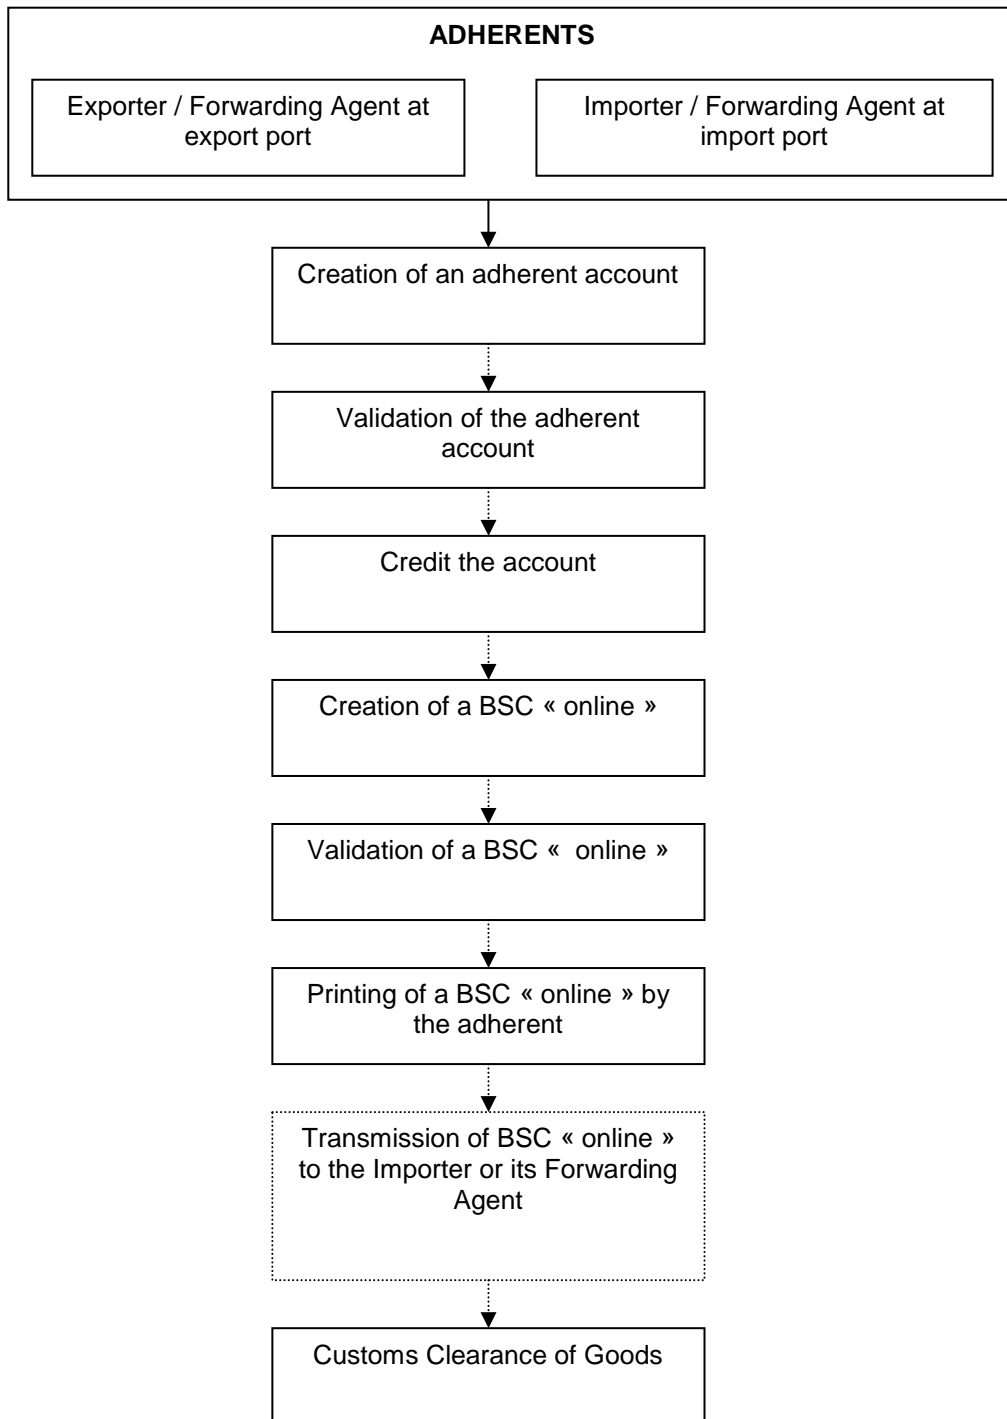 ADHERENTS
Exporter / Forwarding Agent at
export port
Importer / Forwarding Agent at
import port
Creation of an adherent account
Validation of the adherent
account
Credit the account
Creation of a BSC « online »
Validation of a BSC «  online »
Printing of a BSC « online » by
the adherent
Transmission of BSC « online »
to the Importer or its Forwarding
Agent
Customs Clearance of Goods